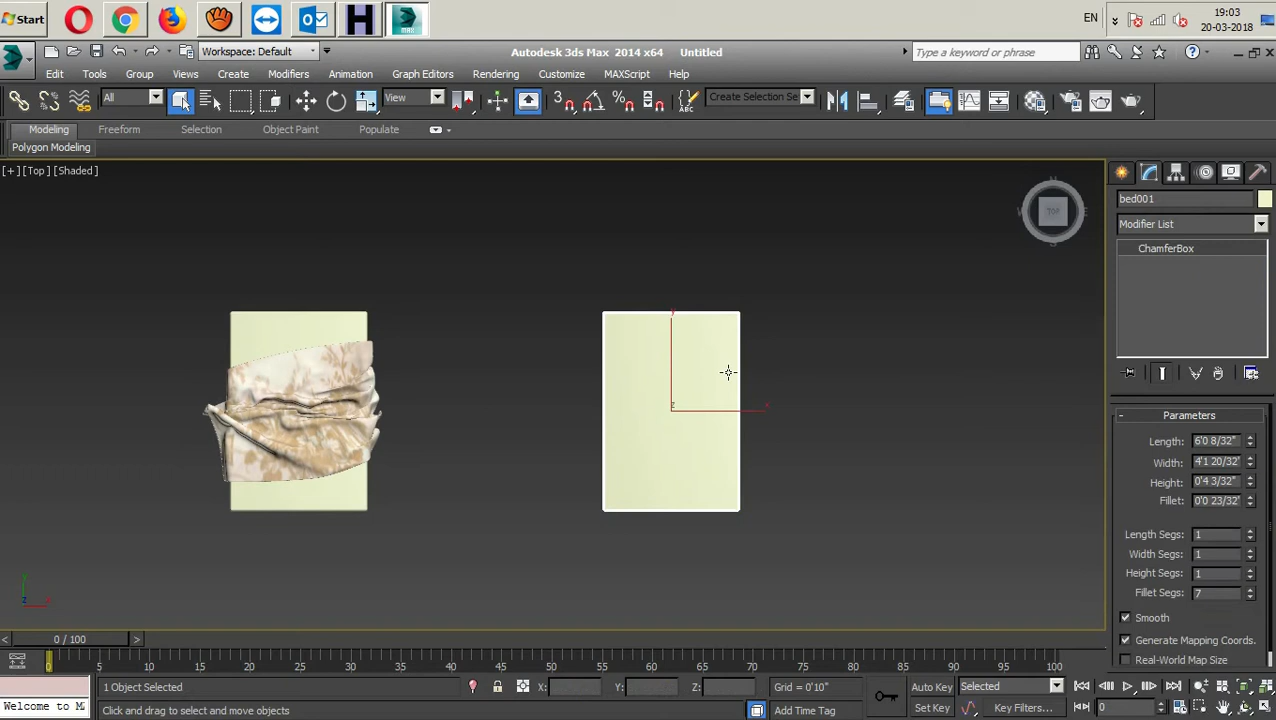 Start
EN
19:03
20-03-2018
Workspace: Default
Autodesk 3ds Max 2014 x64 Untitled
Type a keyword or phrase
Edit Tools Group Views Create Modifiers Animation Graph Editors Rendering Customize MAXScript Help
All
View
3
Create Selection Se
ABC
Modeling Freeform Selection Object Paint Populate
Polygon Modeling
[+] [Top] [Shaded]
TOP
bed001
Modifier List
ChamferBox
Parameters
Length: 6'0 8/32"
Width: 4'1 20/32"
Height: 0'4 3/32"
Fillet: 0'0 23/32"
Length Segs: 1
Width Segs: 1
Height Segs: 1
Fillet Segs: 7
Smooth
Generate Mapping Coords.
Real-World Map Size
x
y
z
0 / 100
0 5 10 15 20 25 30 35 40 45 50 55 60 65 70 75 80 85 90 95 100
1 Object Selected
X: Y: Z:
Grid = 0'10"
Auto Key
Selected
Welcome to M
Click and drag to select and move objects
Add Time Tag
Set Key
Key Filters...
0